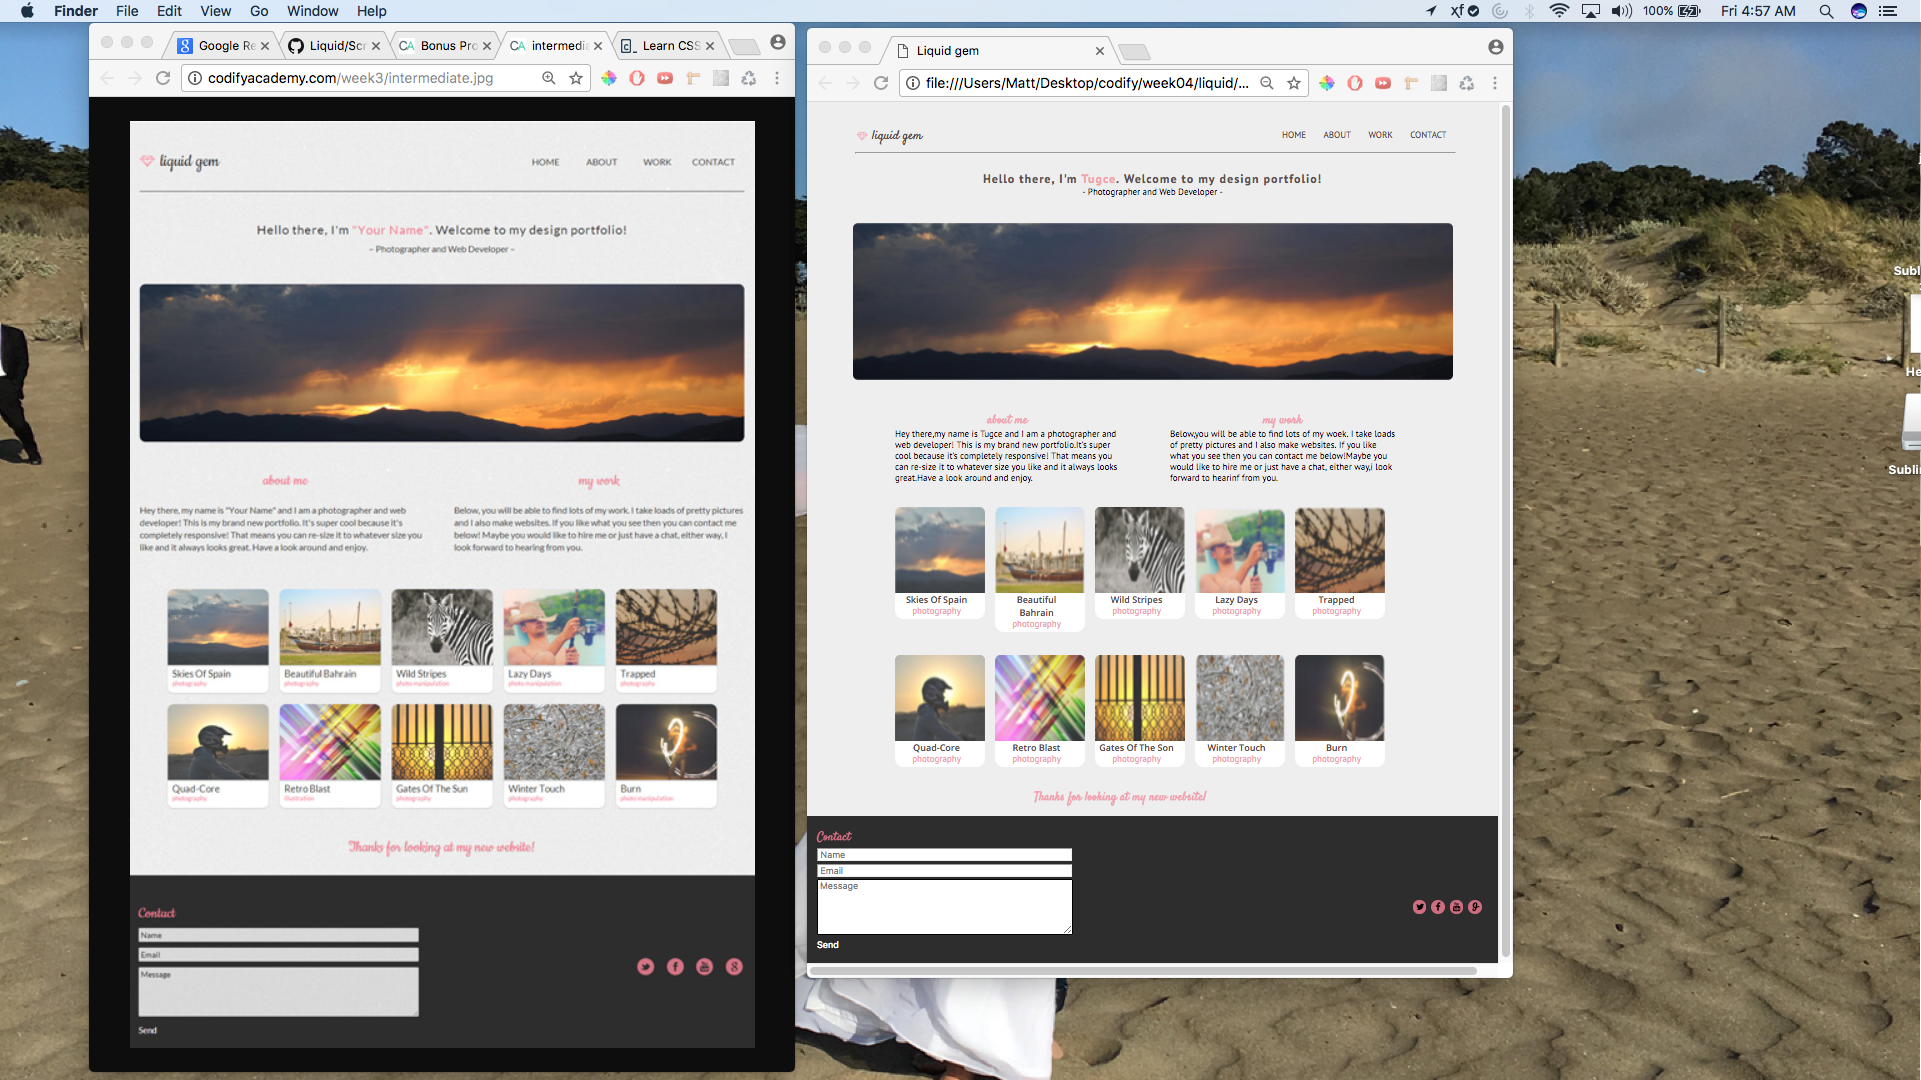 Finder File Edit View Go Window Help
xf 100% Fri 4:57 AM
Google Re
Liquid/Scr
CA Bonus Pro
CA intermedia
Learn CSS
codifyacademy.com/week3/intermediate.jpg
liquid gem
HOME ABOUT WORK CONTACT
Hello there, I'm "Your Name". Welcome to my design portfolio!
~ Photographer and Web Developer ~
about me
Hey there, my name is "Your Name" and I am a photographer and web
developer! This is my brand new portfolio. It's super cool because it's
completely responsive! That means you can re-size it to whatever size you
like and it always looks great. Have a look around and enjoy.
my work
Below, you will be able to find lots of my work. I take loads of pretty pictures
and I also make websites. If you like what you see then you can contact me
below! Maybe you would like to hire me or just have a chat, either way, I
look forward to hearing from you.
Skies Of Spain
photography
Beautiful Bahrain
photography
Wild Stripes
photo manipulation
Lazy Days
photo manipulation
Trapped
photography
Quad-Core
photography
Retro Blast
illustration
Gates Of The Sun
photography
Winter Touch
photography
Burn
photo manipulation
Thanks for looking at my new website!
Contact
Name
Email
Message
Send
Liquid gem
file:///Users/Matt/Desktop/codify/week04/liquid/...
liquid gem
HOME ABOUT WORK CONTACT
Hello there, I'm Tugce. Welcome to my design portfolio!
- Photographer and Web Developer -
about me
Hey there,my name is Tugce and I am a photographer and
web developer! This is my brand new portfolio.It's super
cool because it's completely responsive! That means you
can re-size it to whatever size you like and it always looks
great.Have a look around and enjoy.
my work
Below,you will be able to find lots of my woek. I take loads
of pretty pictures and I also make websites. If you like
what you see then you can contact me below!Maybe you
would like to hire me or just have a chat, either way,i look
forward to hearinf from you.
Skies Of Spain
photography
Beautiful
Bahrain
photography
Wild Stripes
photography
Lazy Days
photography
Trapped
photography
Quad-Core
photography
Retro Blast
photography
Gates Of The Son
photography
Winter Touch
photography
Burn
photography
Thanks for looking at my new website!
Contact
Name
Email
Message
Send
Subl
He
Subli